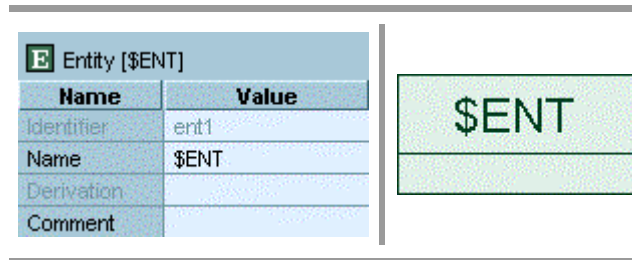 E Entity [$ENT]
Name Value
Identifier ent1
Name $ENT
Derivation
Comment
$ENT